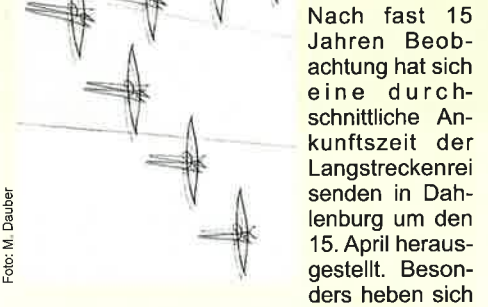 Nach fast 15
Jahren Beob-
achtung hat sich
eine durch-
schnittliche An-
kunftszeit der
Langstreckenrei
senden in Dah-
lenburg um den
15. April heraus-
gestellt. Beson-
ders heben sich
Foto: M. Dauber